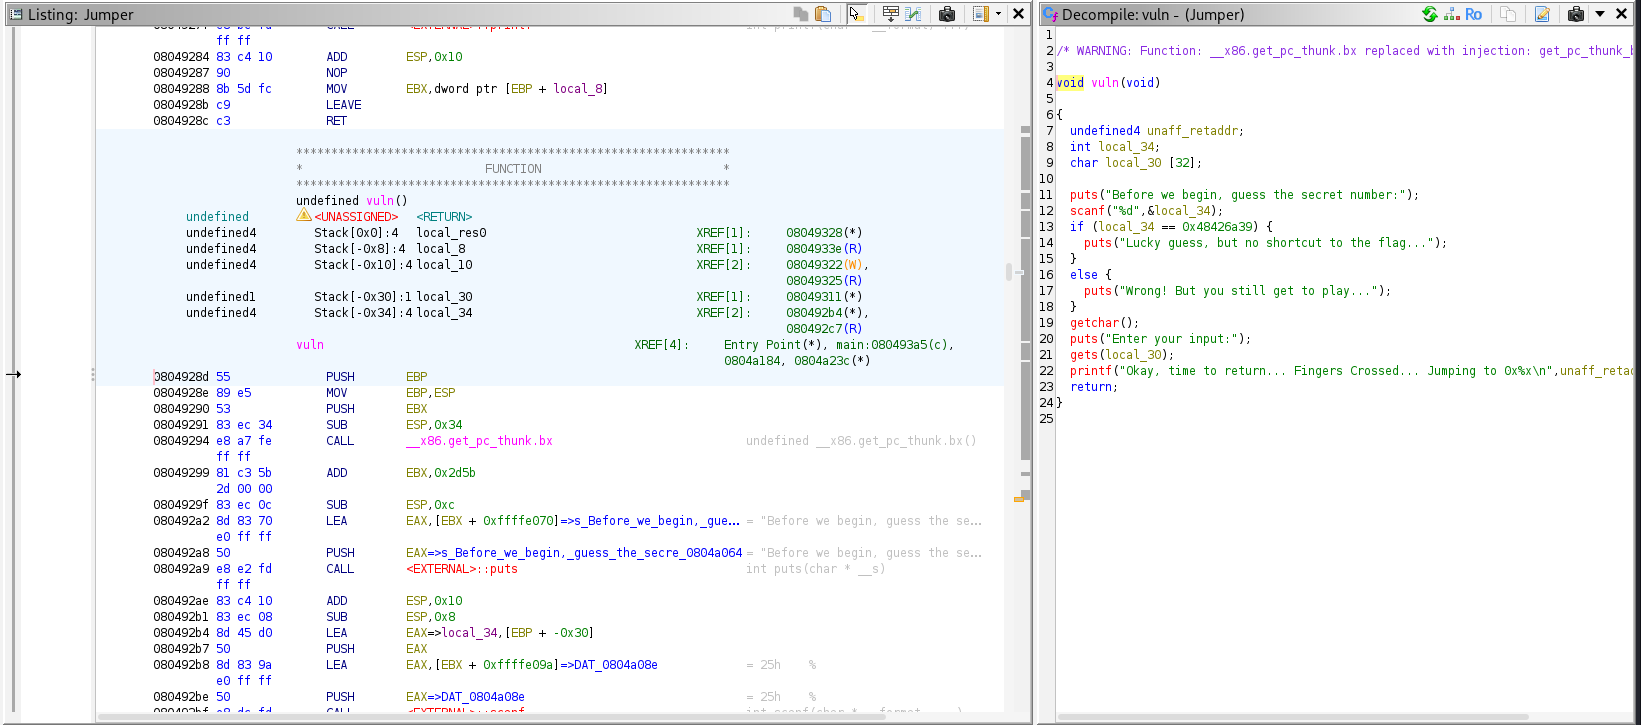 Listing: Jumper
ff ff
08049284 83 c4 10 ADD ESP,0x10
08049287 90 NOP
08049288 8b 5d fc MOV EBX,dword ptr [EBP + local_8]
0804928b c9 LEAVE
0804928c c3 RET
************************************************************
* FUNCTION *
************************************************************
undefined vuln()
undefined <UNASSIGNED> <RETURN>
undefined4 Stack[0x0]:4 local_res0 XREF[1]: 08049328(*)
undefined4 Stack[-0x8]:4 local_8 XREF[1]: 0804933e(R)
undefined4 Stack[-0x10]:4 local_10 XREF[2]: 08049322(W),
08049325(R)
undefined1 Stack[-0x30]:1 local_30 XREF[1]: 08049311(*)
undefined4 Stack[-0x34]:4 local_34 XREF[2]: 080492b4(*),
080492c7(R)
vuln XREF[4]: Entry Point(*), main:080493a5(c),
0804a184, 0804a23c(*)
0804928d 55 PUSH EBP
0804928e 89 e5 MOV EBP,ESP
08049290 53 PUSH EBX
08049291 83 ec 34 SUB ESP,0x34
08049294 e8 a7 fe CALL __x86.get_pc_thunk.bx undefined __x86.get_pc_thunk.bx()
ff ff
08049299 81 c3 5b ADD EBX,0x2d5b
2d 00 00
0804929f 83 ec 0c SUB ESP,0xc
080492a2 8d 83 70 LEA EAX,[EBX + 0xffffe070]=>s_Before_we_begin,_gue... = "Before we begin, guess the se...
e0 ff ff
080492a8 50 PUSH EAX=>s_Before_we_begin,_guess_the_secre_0804a064 = "Before we begin, guess the se...
080492a9 e8 e2 fd CALL <EXTERNAL>::puts int puts(char * __s)
ff ff
080492ae 83 c4 10 ADD ESP,0x10
080492b1 83 ec 08 SUB ESP,0x8
080492b4 8d 45 d0 LEA EAX=>local_34,[EBP + -0x30]
080492b7 50 PUSH EAX
080492b8 8d 83 9a LEA EAX,[EBX + 0xffffe09a]=>DAT_0804a08e = 25h %
e0 ff ff
080492be 50 PUSH EAX=>DAT_0804a08e = 25h %
Decompile: vuln - (Jumper)
Ro
1
2 /* WARNING: Function: __x86.get_pc_thunk.bx replaced with injection: get_pc_thunk_b
3
4 void vuln(void)
5
6 {
7 undefined4 unaff_retaddr;
8 int local_34;
9 char local_30 [32];
10
11 puts("Before we begin, guess the secret number:");
12 scanf("%d",&local_34);
13 if (local_34 == 0x48426a39) {
14 puts("Lucky guess, but no shortcut to the flag...");
15 }
16 else {
17 puts("Wrong! But you still get to play...");
18 }
19 getchar();
20 puts("Enter your input:");
21 gets(local_30);
22 printf("Okay, time to return... Fingers Crossed... Jumping to 0x%x\n",unaff_retad
23 return;
24 }
25